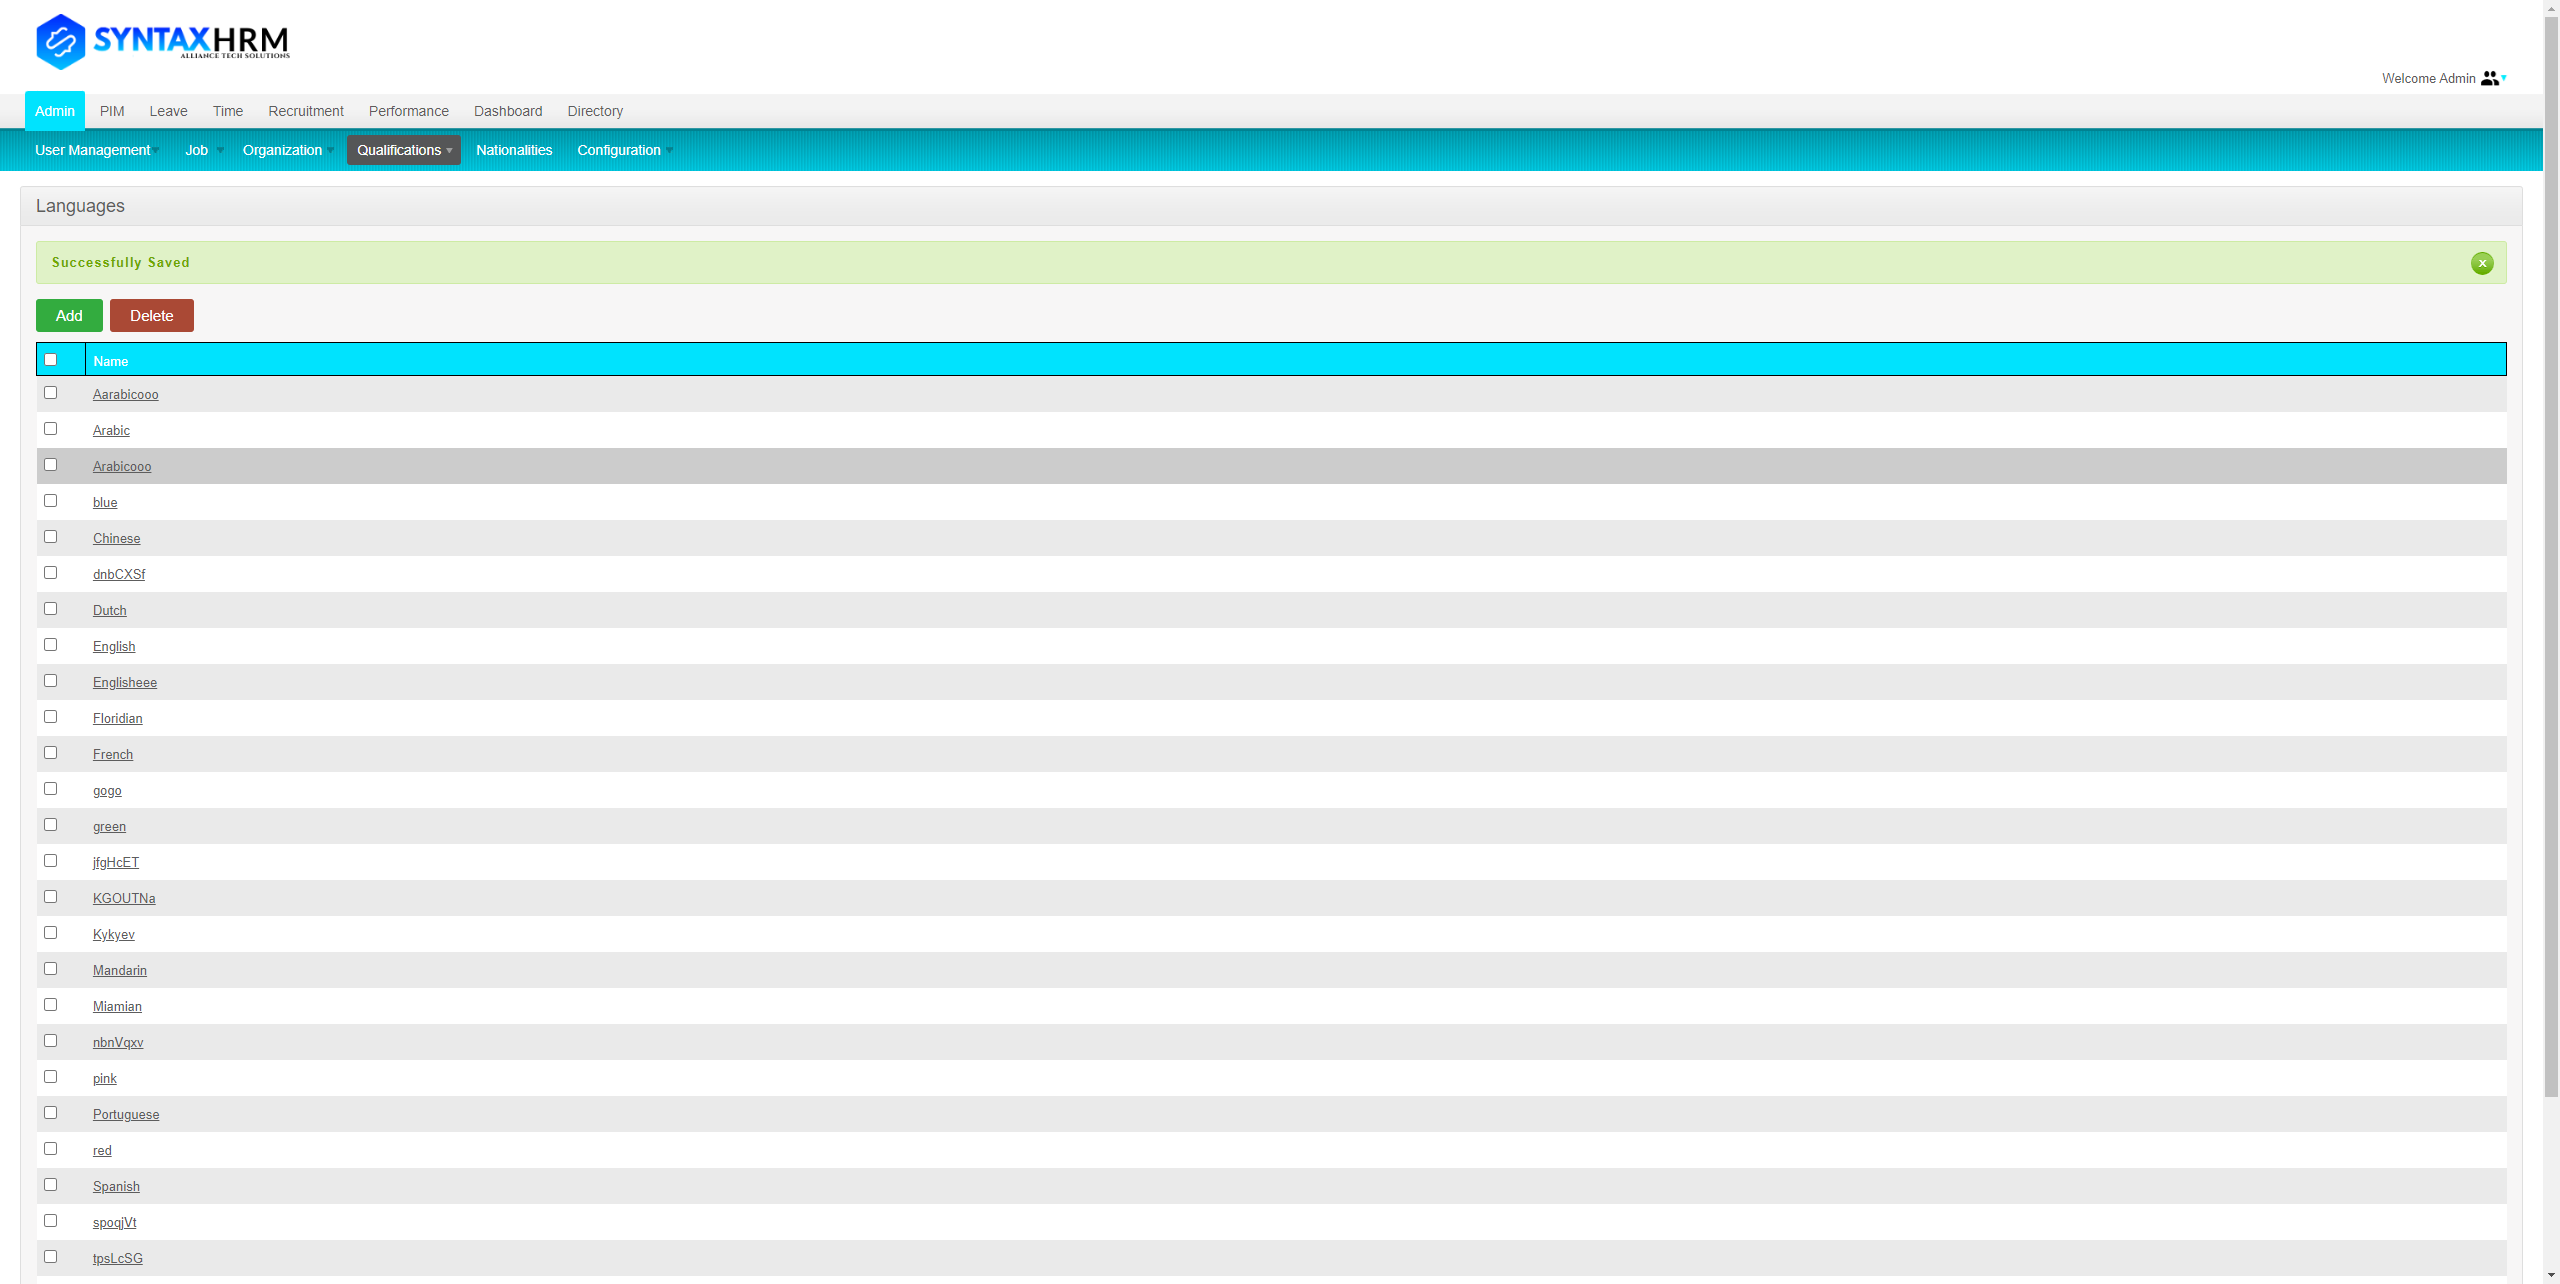 SYNTAXHRM
ALLIANCE TECH SOLUTIONS
Welcome Admin
Admin PIM Leave Time Recruitment Performance Dashboard Directory
User Management Job Organization Qualifications Nationalities Configuration
Languages
Successfully Saved
x
Add Delete
Name
Aarabicooo
Arabic
Arabicooo
blue
Chinese
dnbCXSf
Dutch
English
Englisheee
Floridian
French
gogo
green
jfgHcET
KGOUTNa
Kykyev
Mandarin
Miamian
nbnVqxv
pink
Portuguese
red
Spanish
spoqjVt
tpsLcSG